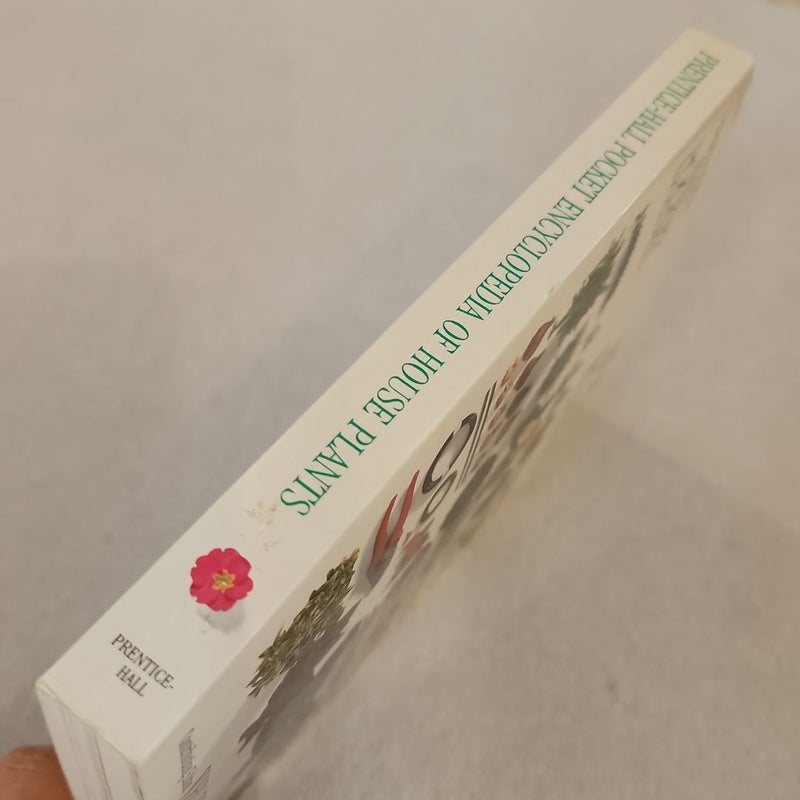 PRENTICE-HALL POCKET ENCYCLOPEDIA OF HOUSE PLANTS
PRENTICE-
HALL